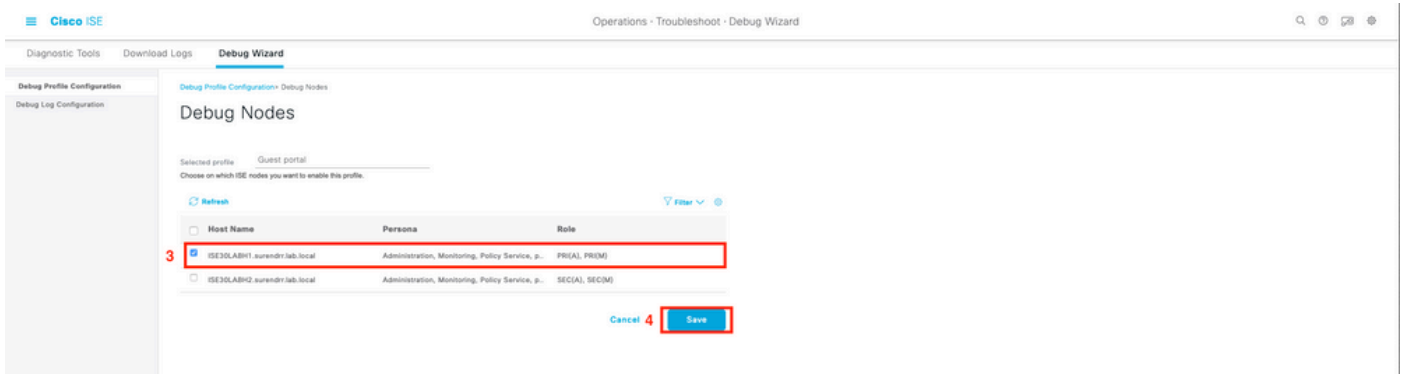 Cisco ISE
Operations · Troubleshoot · Debug Wizard
Diagnostic Tools Download Logs Debug Wizard
Debug Profile Configuration
Debug Log Configuration
Debug Profile Configuration> Debug Nodes
Debug Nodes
Selected profile Guest portal
Choose on which ISE nodes you want to enable this profile.
Refresh Filter
Host Name Persona Role
3 ISE30LABH1.surendrr.lab.local Administration, Monitoring, Policy Service, p... PRI(A), PRI(M)
ISE30LABH2.surendrr.lab.local Administration, Monitoring, Policy Service, p... SEC(A), SEC(M)
Cancel 4 Save